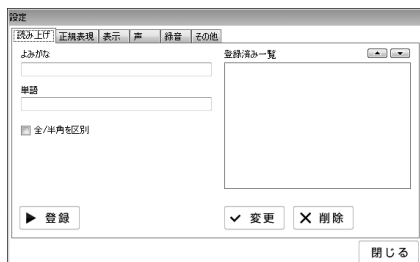 設定
読み上げ 正規表現 表示 声 録音 その他
よみがな
登録済み一覧
単語
全/半角を区別
登録
変更 削除
閉じる